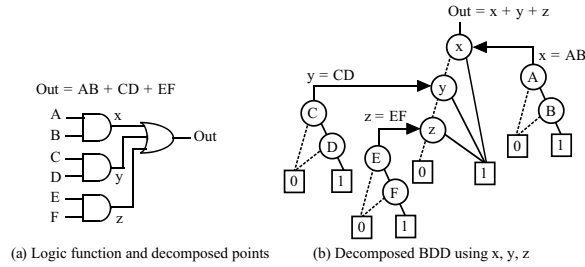 Out = x + y + z
x
x = AB
Out = AB + CD + EF
y = CD
A
A
x
y
B
B
Out
C
z = EF
z
C
D
y
D
E
0
1
E
0
1
0
1
F
F
z
0
1
(a) Logic function and decomposed points
(b) Decomposed BDD using x, y, z